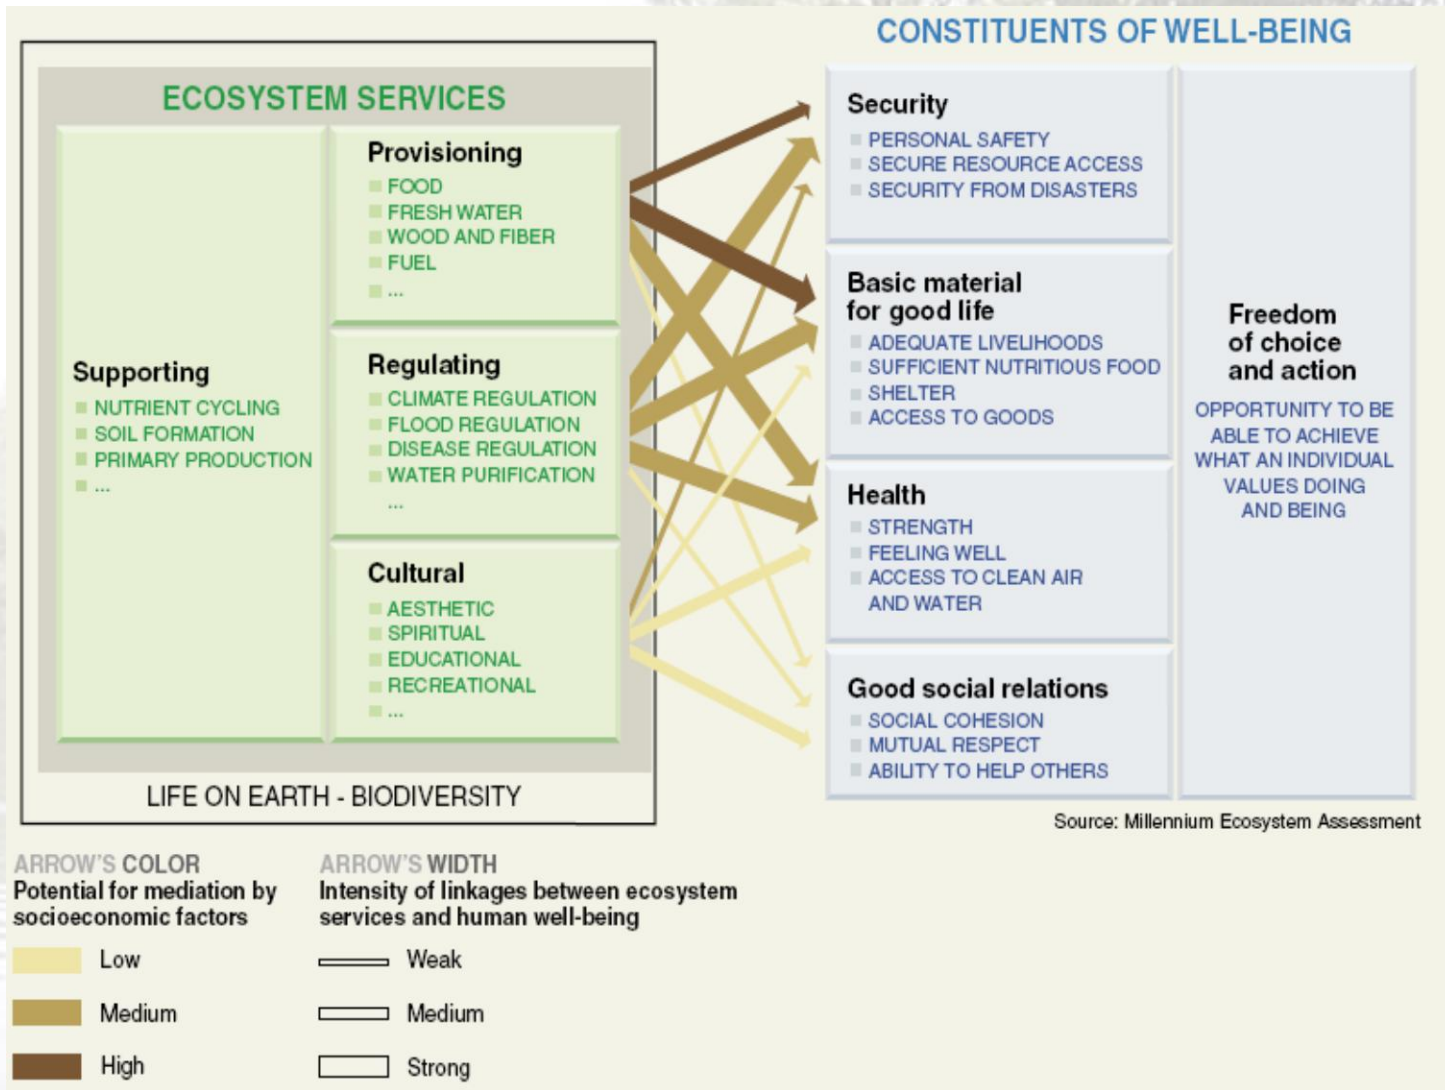 CONSTITUENTS OF WELL-BEING
ECOSYSTEM SERVICES
Supporting
NUTRIENT CYCLING
SOIL FORMATION
PRIMARY PRODUCTION
...
Provisioning
FOOD
FRESH WATER
WOOD AND FIBER
FUEL
...
Regulating
CLIMATE REGULATION
FLOOD REGULATION
DISEASE REGULATION
WATER PURIFICATION
...
Cultural
AESTHETIC
SPIRITUAL
EDUCATIONAL
RECREATIONAL
...
LIFE ON EARTH - BIODIVERSITY
Security
PERSONAL SAFETY
SECURE RESOURCE ACCESS
SECURITY FROM DISASTERS
Basic material
for good life
ADEQUATE LIVELIHOODS
SUFFICIENT NUTRITIOUS FOOD
SHELTER
ACCESS TO GOODS
Health
STRENGTH
FEELING WELL
ACCESS TO CLEAN AIR
AND WATER
Good social relations
SOCIAL COHESION
MUTUAL RESPECT
ABILITY TO HELP OTHERS
Freedom
of choice
and action
OPPORTUNITY TO BE
ABLE TO ACHIEVE
WHAT AN INDIVIDUAL
VALUES DOING
AND BEING
Source: Millennium Ecosystem Assessment
ARROW'S COLOR
Potential for mediation by
socioeconomic factors
Low
Medium
High
ARROW'S WIDTH
Intensity of linkages between ecosystem
services and human well-being
Weak
Medium
Strong